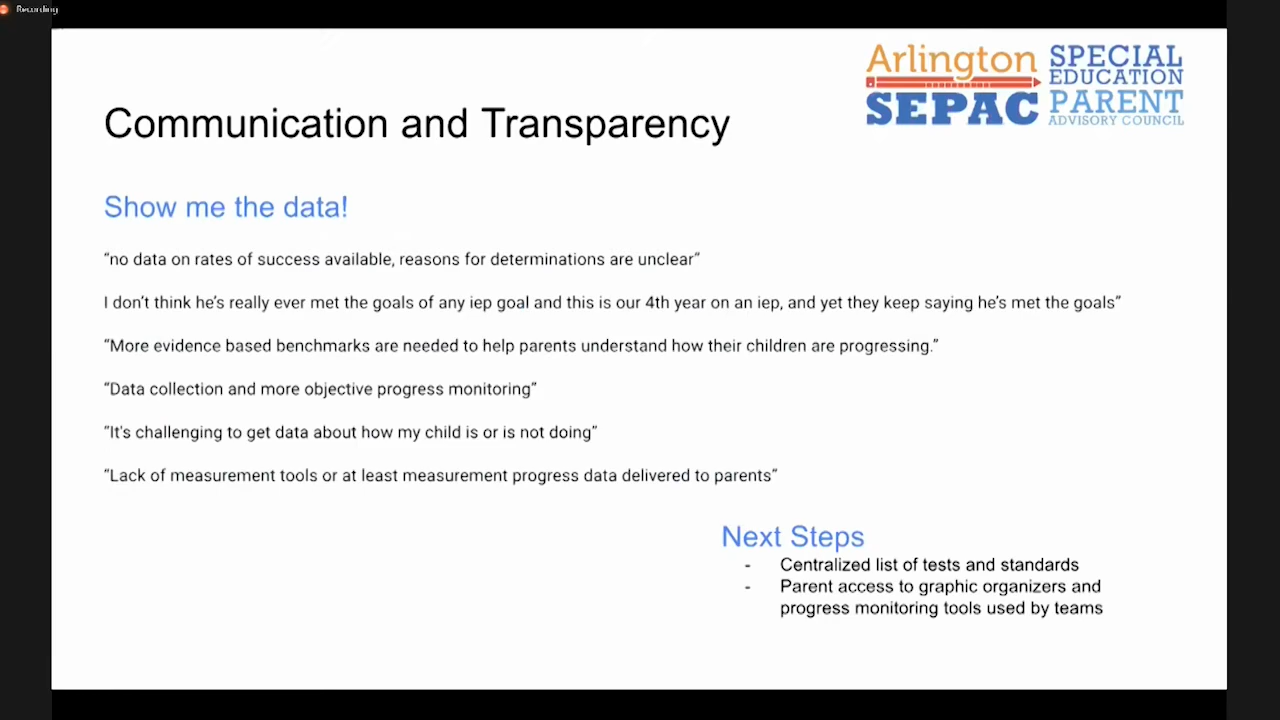 Recording
Arlington
SEPAC
SPECIAL
EDUCATION
PARENT
ADVISORY COUNCIL
Communication and Transparency
Show me the data!
“no data on rates of success available, reasons for determinations are unclear”
I don’t think he’s really ever met the goals of any iep goal and this is our 4th year on an iep, and yet they keep saying he’s met the goals”
“More evidence based benchmarks are needed to help parents understand how their children are progressing.”
“Data collection and more objective progress monitoring”
“It's challenging to get data about how my child is or is not doing”
“Lack of measurement tools or at least measurement progress data delivered to parents”
Next Steps
- Centralized list of tests and standards
- Parent access to graphic organizers and
progress monitoring tools used by teams